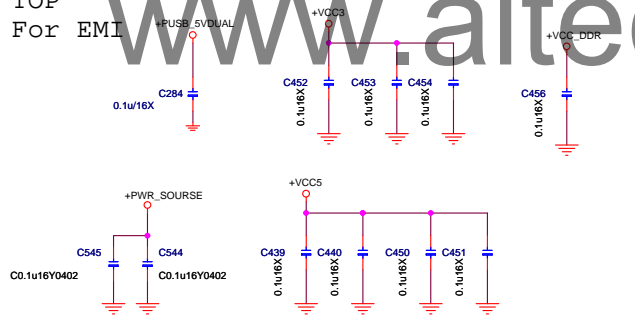 TOP
For EMI
www.alte
+PUSB_5VDUAL
C284
0.1u/16X
+VCC3
C452
0.1u16X
C453
0.1u16X
C454
0.1u16X
+VCC_DDR
C456
0.1u16X
+PWR_SOURSE
C545
C0.1u16Y0402
C544
C0.1u16Y0402
+VCC5
C439
0.1u16X
C440
0.1u16X
C450
0.1u16X
C451
0.1u16X